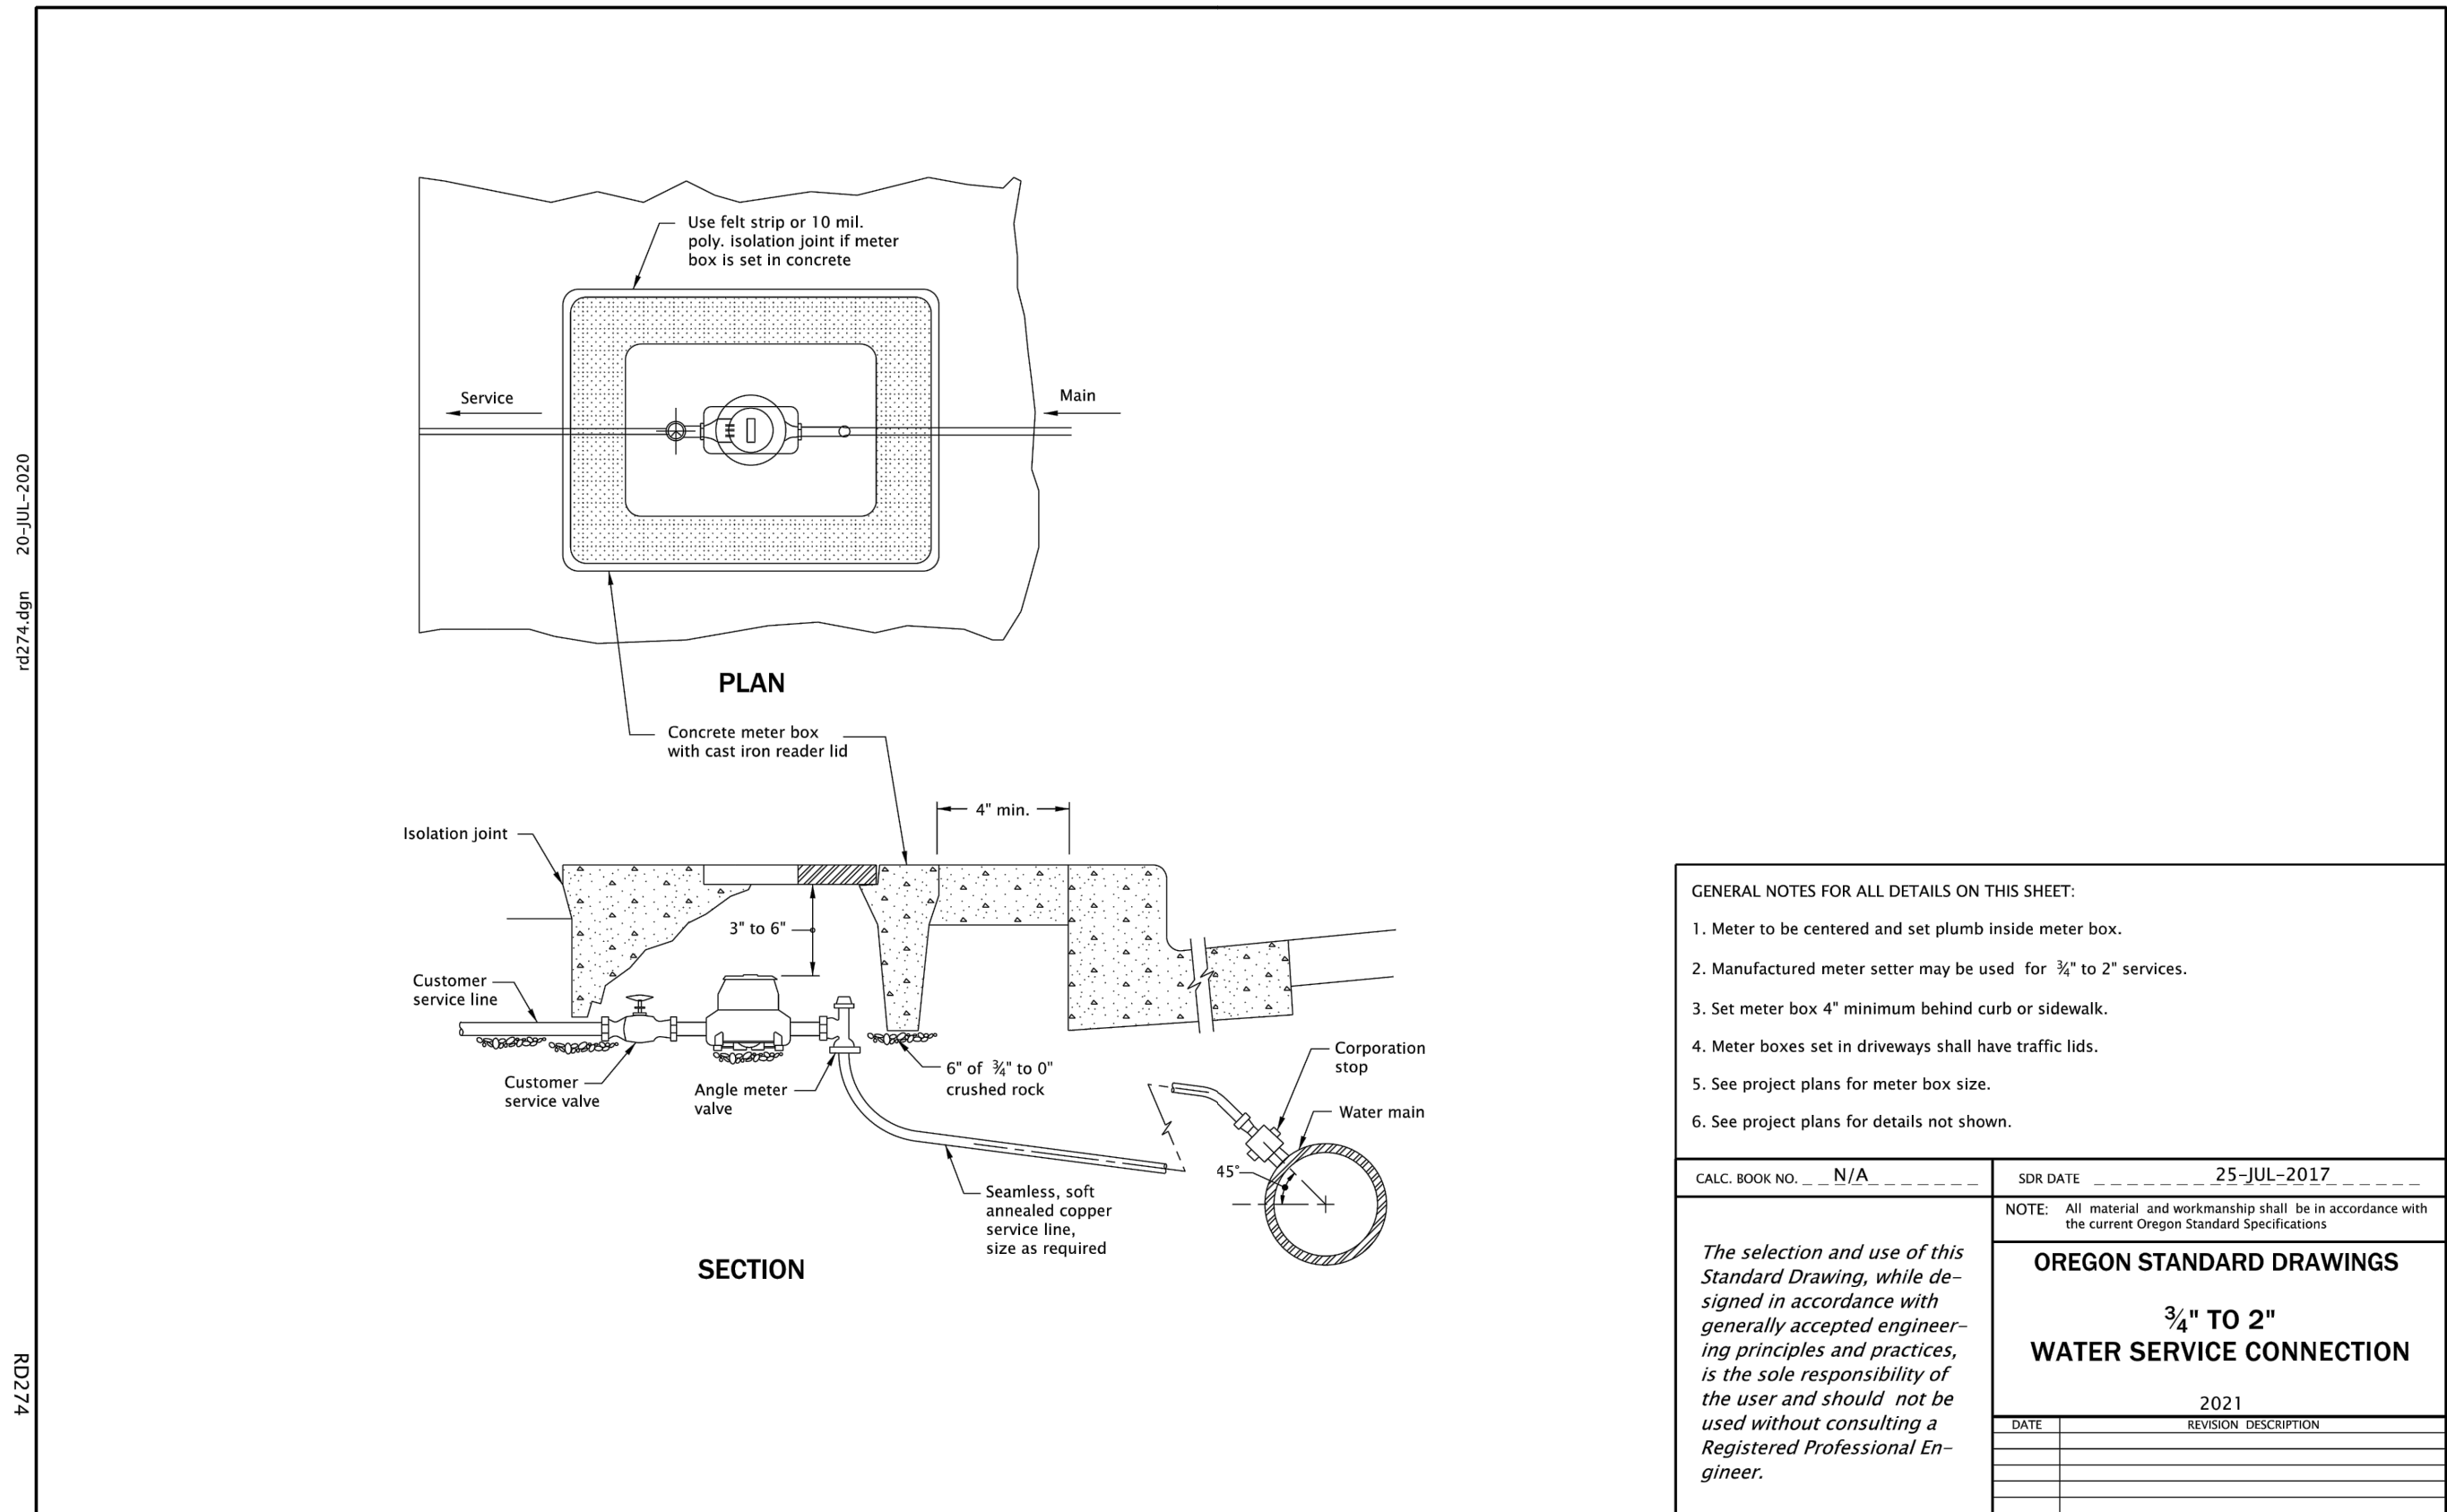 rd274.dgn 20-JUL-2020
RD274
Use felt strip or 10 mil.
poly. isolation joint if meter
box is set in concrete
Service
Main
PLAN
Concrete meter box
with cast iron reader lid
4" min.
Isolation joint
3" to 6"
Customer
service line
Customer
service valve
Angle meter
valve
6" of ¾" to 0"
crushed rock
Corporation
stop
Water main
45°
Seamless, soft
annealed copper
service line,
size as required
SECTION
GENERAL NOTES FOR ALL DETAILS ON THIS SHEET:
1. Meter to be centered and set plumb inside meter box.
2. Manufactured meter setter may be used for ¾" to 2" services.
3. Set meter box 4" minimum behind curb or sidewalk.
4. Meter boxes set in driveways shall have traffic lids.
5. See project plans for meter box size.
6. See project plans for details not shown.
CALC. BOOK NO. _ _ N/A _ _ _ _ _ _ _
SDR DATE 25-JUL-2017
NOTE: All material and workmanship shall be in accordance with
the current Oregon Standard Specifications
The selection and use of this
Standard Drawing, while de-
signed in accordance with
generally accepted engineer-
ing principles and practices,
is the sole responsibility of
the user and should not be
used without consulting a
Registered Professional En-
gineer.
OREGON STANDARD DRAWINGS
¾" TO 2"
WATER SERVICE CONNECTION
2021
DATE REVISION DESCRIPTION